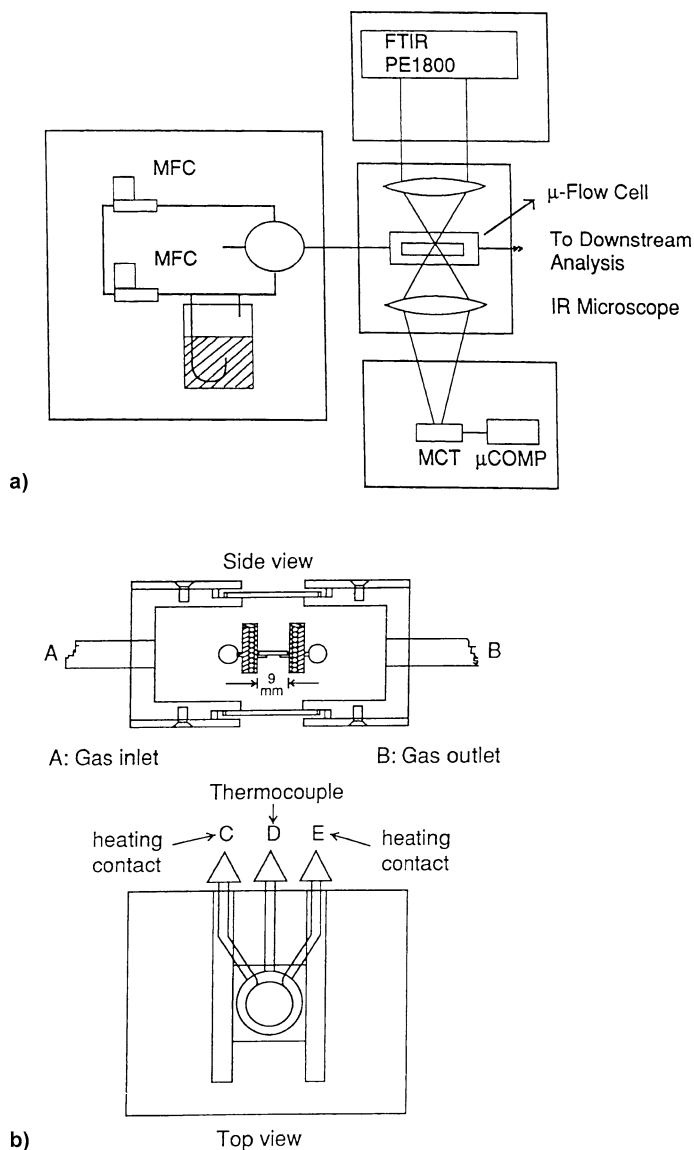 FTIR
PE1800
MFC
MFC
μ-Flow Cell
To Downstream
Analysis
IR Microscope
MCT μCOMP
a)
Side view
A
B
9
mm
A: Gas inlet
B: Gas outlet
Thermocouple
heating
contact
C D E
heating
contact
b)
Top view